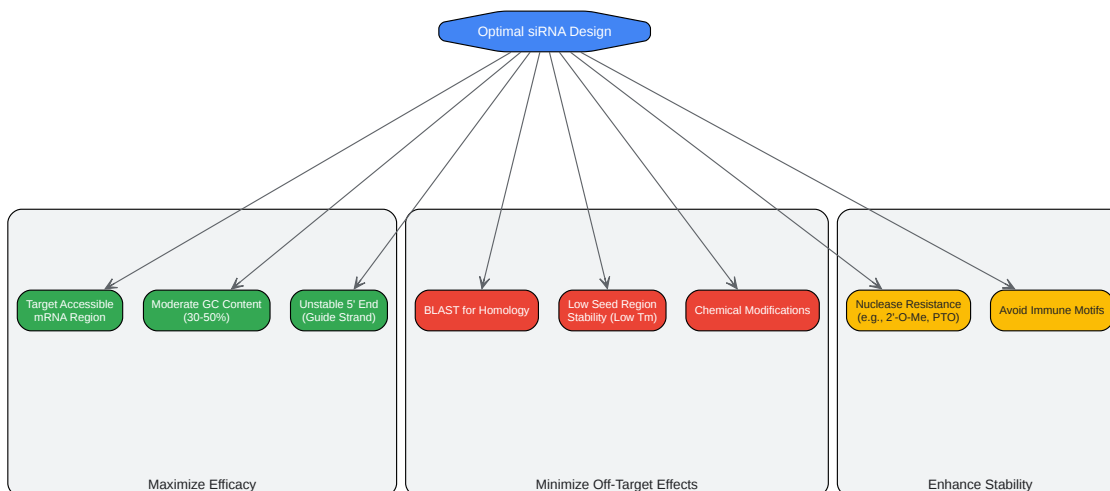 Optimal siRNA Design
Target Accessible
mRNA Region
Moderate GC Content
(30-50%)
Unstable 5' End
(Guide Strand)
BLAST for Homology
Low Seed Region
Stability (Low Tm)
Chemical Modifications
Nuclease Resistance
(e.g., 2'-O-Me, PTO)
Avoid Immune Motifs
Maximize Efficacy
Minimize Off-Target Effects
Enhance Stability